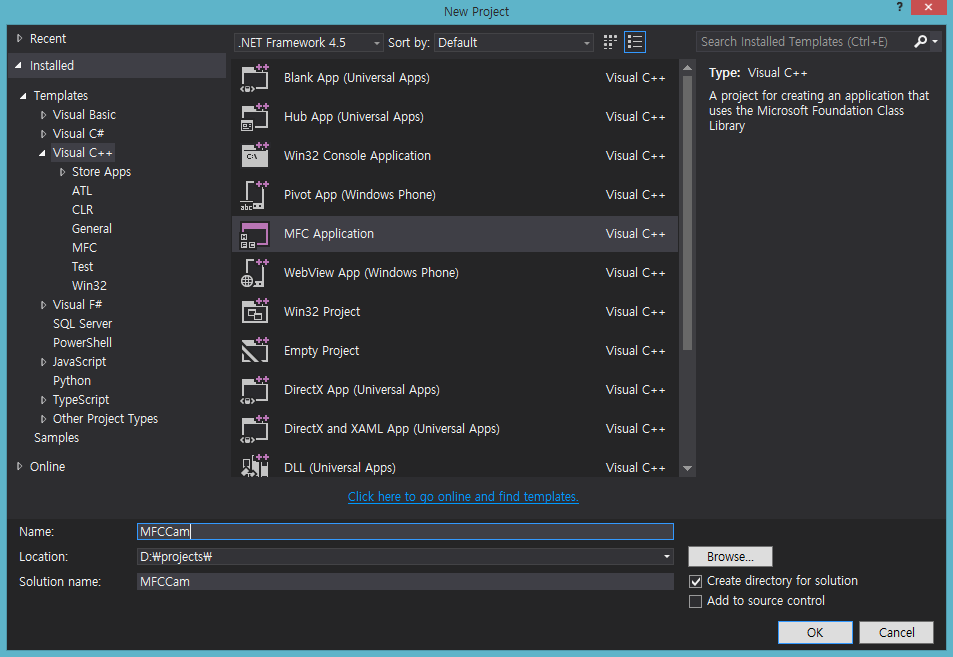 New Project
?
Recent
.NET Framework 4.5
Sort by:
Default
Search Installed Templates (Ctrl+E)
Installed
Templates
Visual Basic
Visual C#
Visual C++
Store Apps
ATL
CLR
General
MFC
Test
Win32
Visual F#
SQL Server
PowerShell
JavaScript
Python
TypeScript
Other Project Types
Samples
Online
Blank App (Universal Apps) Visual C++
Hub App (Universal Apps) Visual C++
Win32 Console Application Visual C++
Pivot App (Windows Phone) Visual C++
MFC Application Visual C++
WebView App (Windows Phone) Visual C++
Win32 Project Visual C++
Empty Project Visual C++
DirectX App (Universal Apps) Visual C++
DirectX and XAML App (Universal Apps) Visual C++
DLL (Universal Apps) Visual C++
Click here to go online and find templates.
Type: Visual C++
A project for creating an application that
uses the Microsoft Foundation Class
Library
Name: MFCCam
Location: D:₩projects₩
Browse...
Solution name: MFCCam
Create directory for solution
Add to source control
OK
Cancel